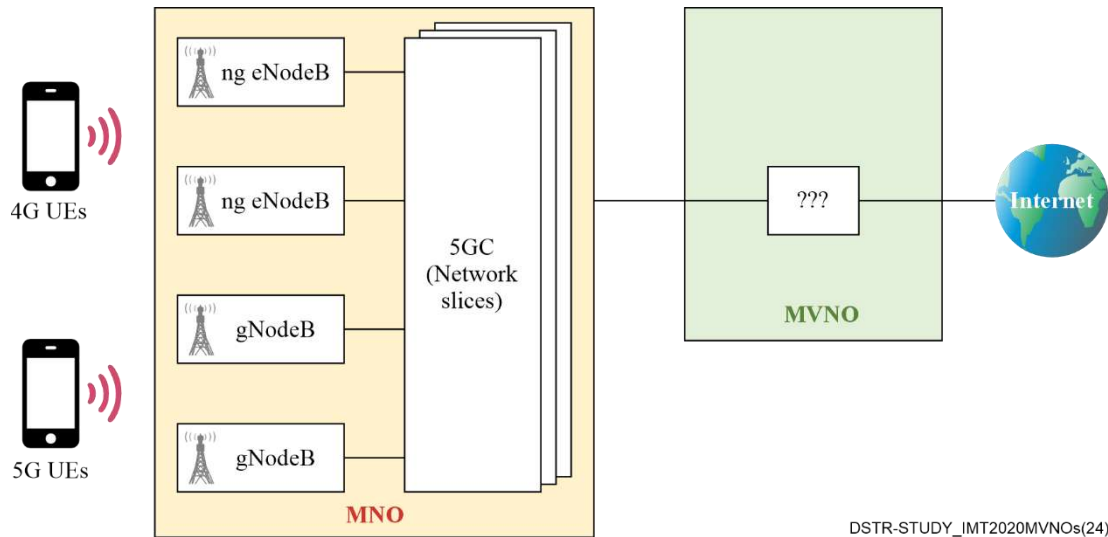 ng eNodeB
4G UEs
ng eNodeB
5GC
(Network
slices)
???
Internet
gNodeB
MVNO
5G UEs
gNodeB
MNO
DSTR-STUDY_IMT2020MVNOs(24)